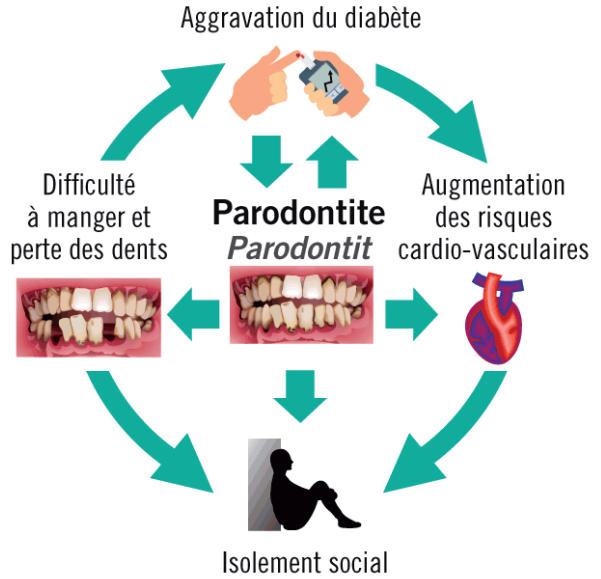 Aggravation du diabète
Difficulté
à manger et
perte des dents
Parodontite
Parodontit
Augmentation
des risques
cardio-vasculaires
Isolement social